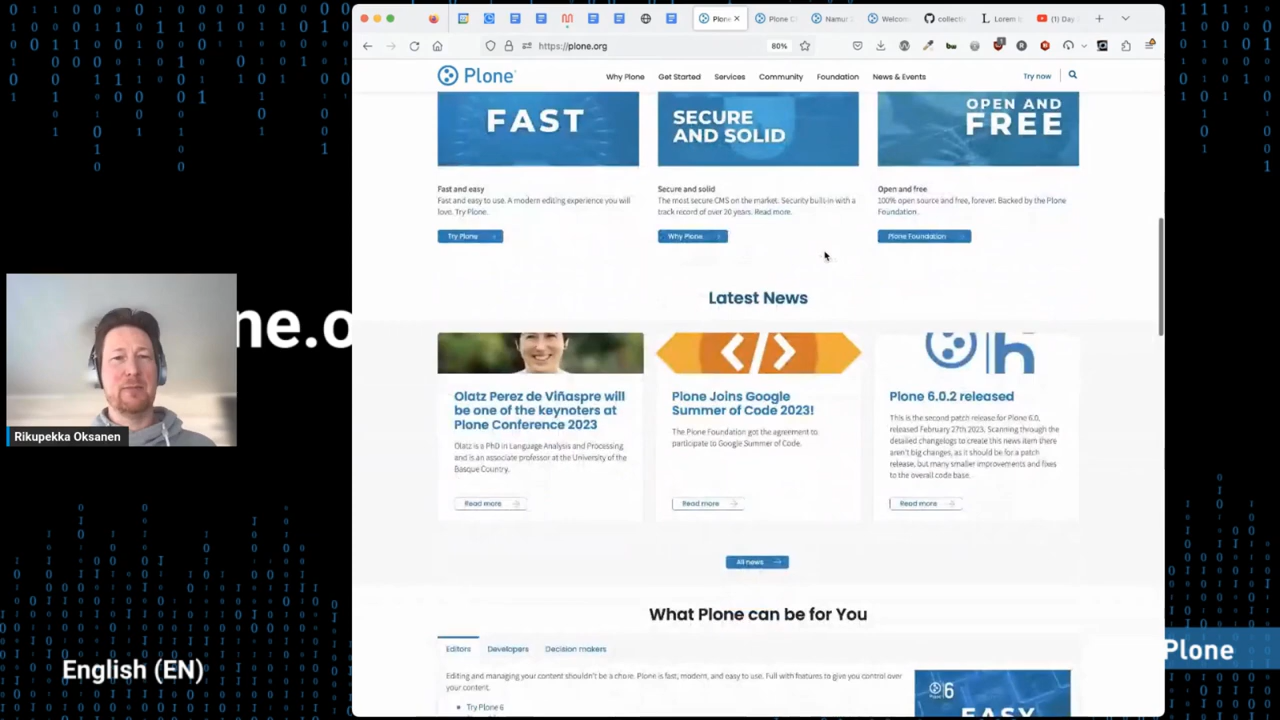 Plone
Plone C
Namur
Welcom
collecti
Lorem I
(1) Day
https://plone.org
80%
Plone
Why Plone
Get Started
Services
Community
Foundation
News & Events
Try now
FAST
SECURE
AND SOLID
OPEN AND
FREE
Fast and easy
Fast and easy to use. A modern editing experience you will
love. Try Plone.
Try Plone
Secure and solid
The most secure CMS on the market. Security built-in with a
track record of over 20 years. Read more.
Why Plone
Open and free
100% open source and free, forever. Backed by the Plone
Foundation.
Plone Foundation
Latest News
Olatz Perez de Viñaspre will
be one of the keynoters at
Plone Conference 2023
Olatz is a PhD in Language Analysis and Processing
and is an associate professor at the University of the
Basque Country.
Read more
</>
Plone Joins Google
Summer of Code 2023!
The Plone Foundation got the agreement to
participate to Google Summer of Code.
Read more
h
Plone 6.0.2 released
This is the second patch release for Plone 6.0,
released February 27th 2023. Scanning through the
detailed changelogs to create this news item there
aren't big changes, as it should be for a patch
release, but many smaller improvements and fixes
to the overall code base.
Read more
All news
What Plone can be for You
Editors
Developers
Decision makers
Editing and managing your content shouldn't be a chore. Plone is fast, modern, and easy to use. Full with features to give you control over
your content.
Try Plone 6
6
EASY
ne.o
Rikupekka Oksanen
English (EN)
Plone